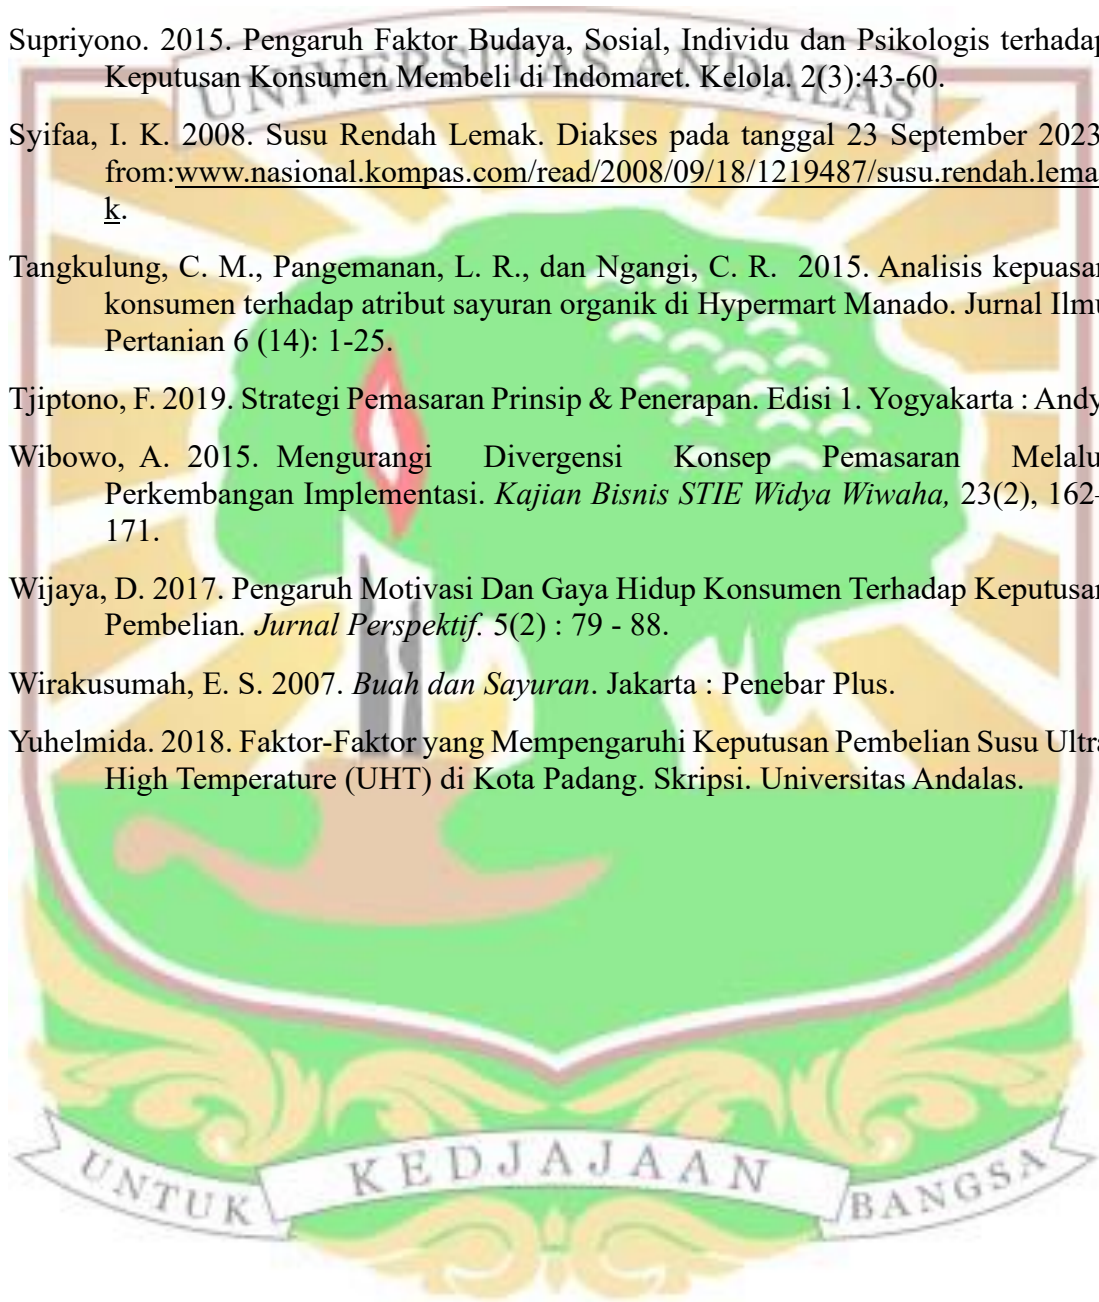 Supriyono. 2015. Pengaruh Faktor Budaya, Sosial, Individu dan Psikologis terhadap
Keputusan Konsumen Membeli di Indomaret. Kelola. 2(3):43-60.
UNIVERSITAS ANDALAS
Syifaa, I. K. 2008. Susu Rendah Lemak. Diakses pada tanggal 23 September 2023
from:www.nasional.kompas.com/read/2008/09/18/1219487/susu.rendah.lema
k.
Tangkulung, C. M., Pangemanan, L. R., dan Ngangi, C. R. 2015. Analisis kepuasan
konsumen terhadap atribut sayuran organik di Hypermart Manado. Jurnal Ilmu
Pertanian 6 (14): 1-25.
Tjiptono, F. 2019. Strategi Pemasaran Prinsip & Penerapan. Edisi 1. Yogyakarta : Andy
Wibowo, A. 2015. Mengurangi Divergensi Konsep Pemasaran Melalu
Perkembangan Implementasi. Kajian Bisnis STIE Widya Wiwaha, 23(2), 162–
171.
Wijaya, D. 2017. Pengaruh Motivasi Dan Gaya Hidup Konsumen Terhadap Keputusan
Pembelian. Jurnal Perspektif. 5(2) : 79 - 88.
Wirakusumah, E. S. 2007. Buah dan Sayuran. Jakarta : Penebar Plus.
Yuhelmida. 2018. Faktor-Faktor yang Mempengaruhi Keputusan Pembelian Susu Ultra
High Temperature (UHT) di Kota Padang. Skripsi. Universitas Andalas.
UNTUK KEDJAJAAN BANGSA